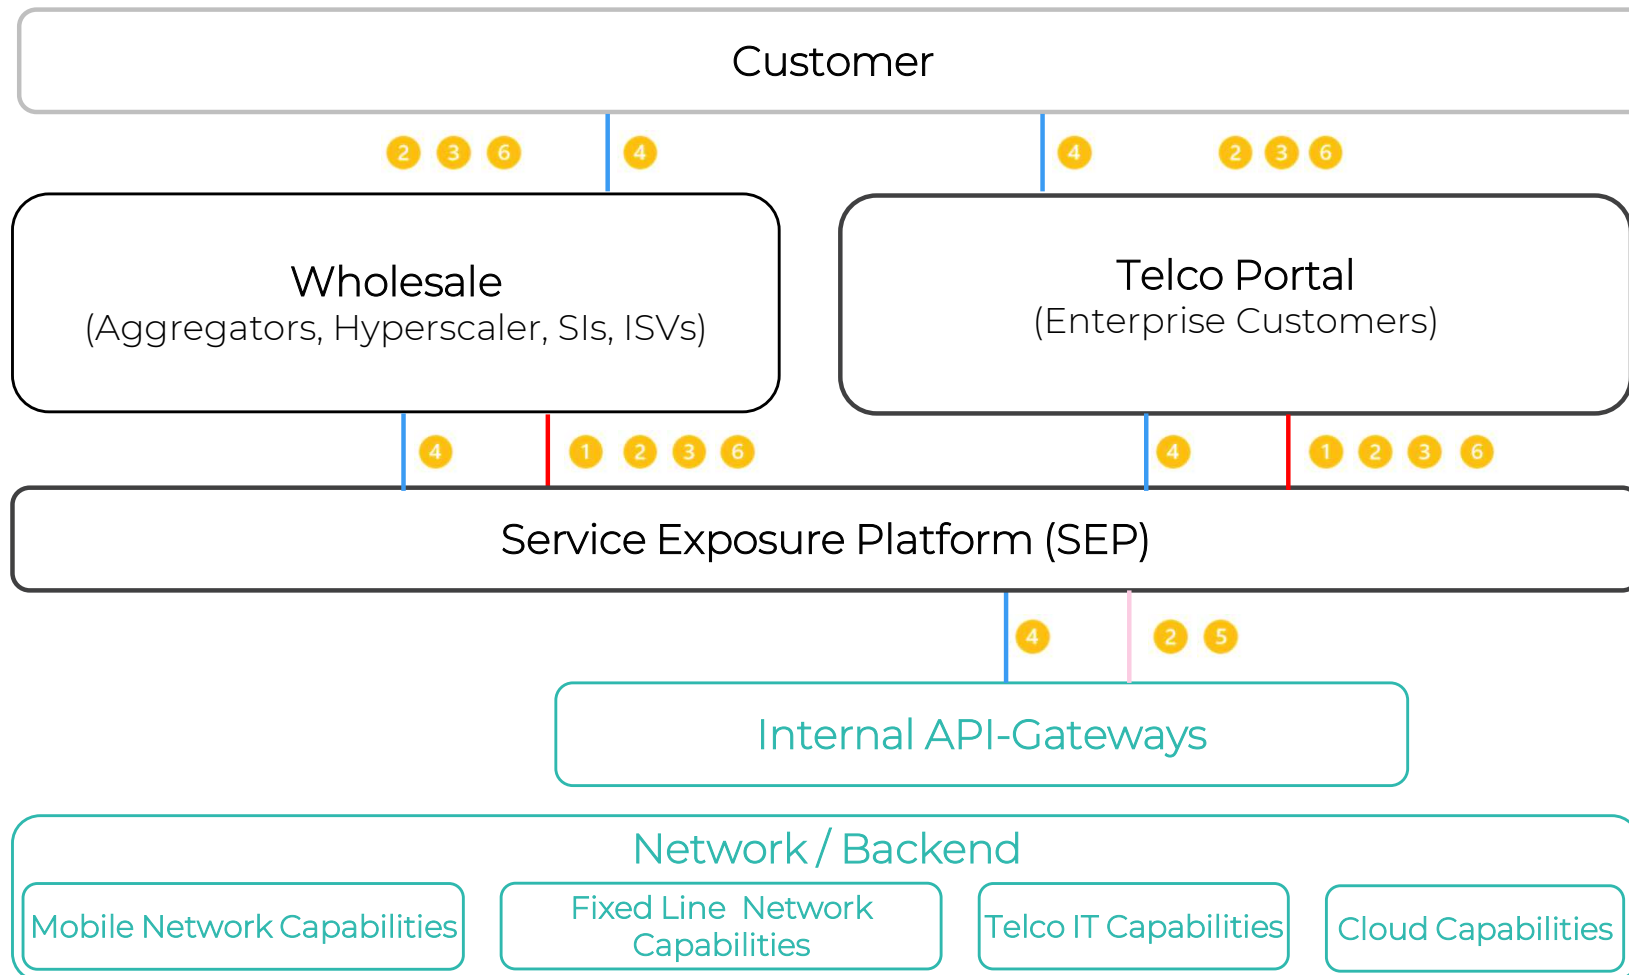 Customer
2 3 6 4 4 2 3 6
Wholesale
(Aggregators, Hyperscaler, SIs, ISVs)
Telco Portal
(Enterprise Customers)
4 1 2 3 6 4 1 2 3 6
Service Exposure Platform (SEP)
4 2 5
Internal API-Gateways
Network / Backend
Mobile Network Capabilities
Fixed Line Network
Capabilities
Telco IT Capabilities
Cloud Capabilities